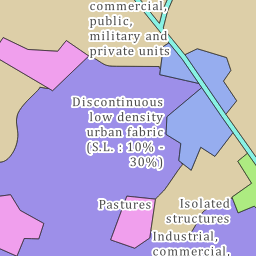 commercial,
public,
military and
private units
Discontinuous
low density
urban fabric
(S.L. : 10% -
30%)
Pastures
Isolated
structures
Industrial,
commercial,